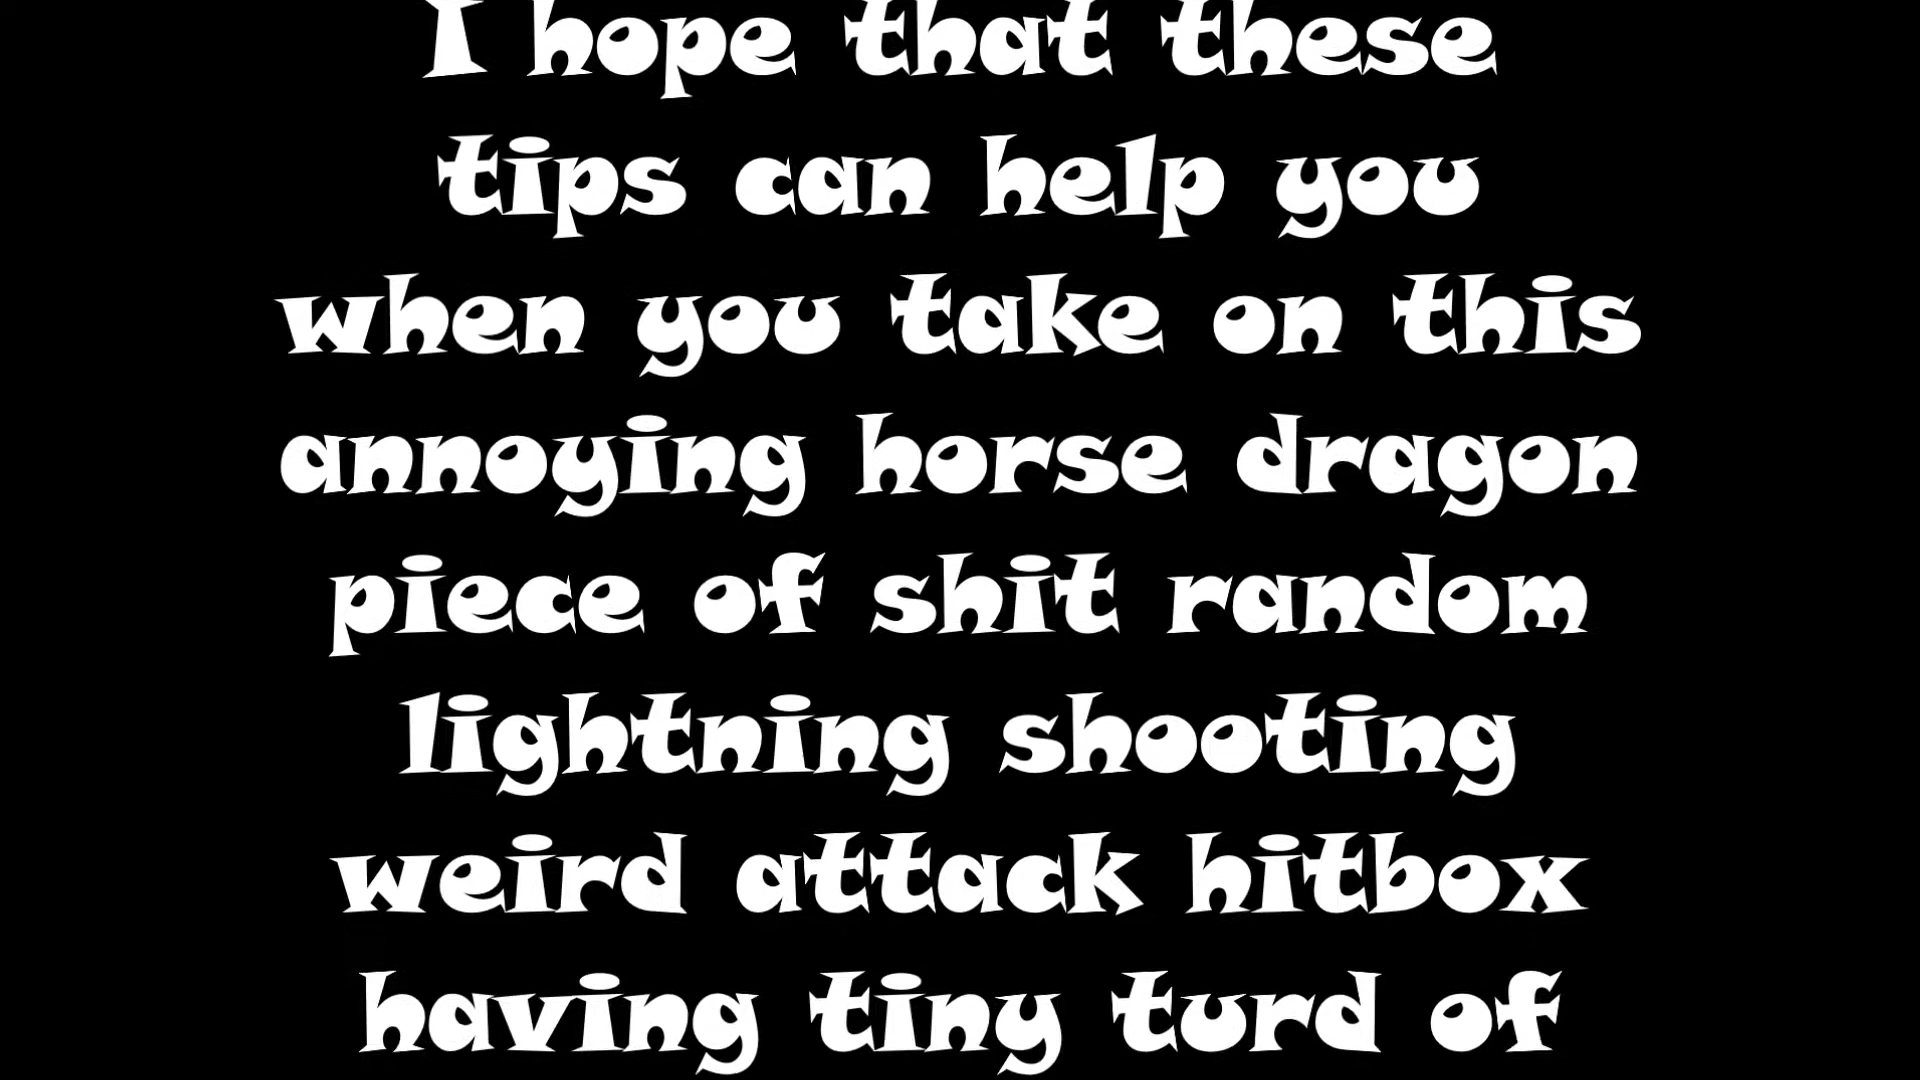 I hope that these
tips can help you
when you take on this
annoying horse dragon
piece of shit random
lightning shooting
weird attack hitbox
having tiny turd of